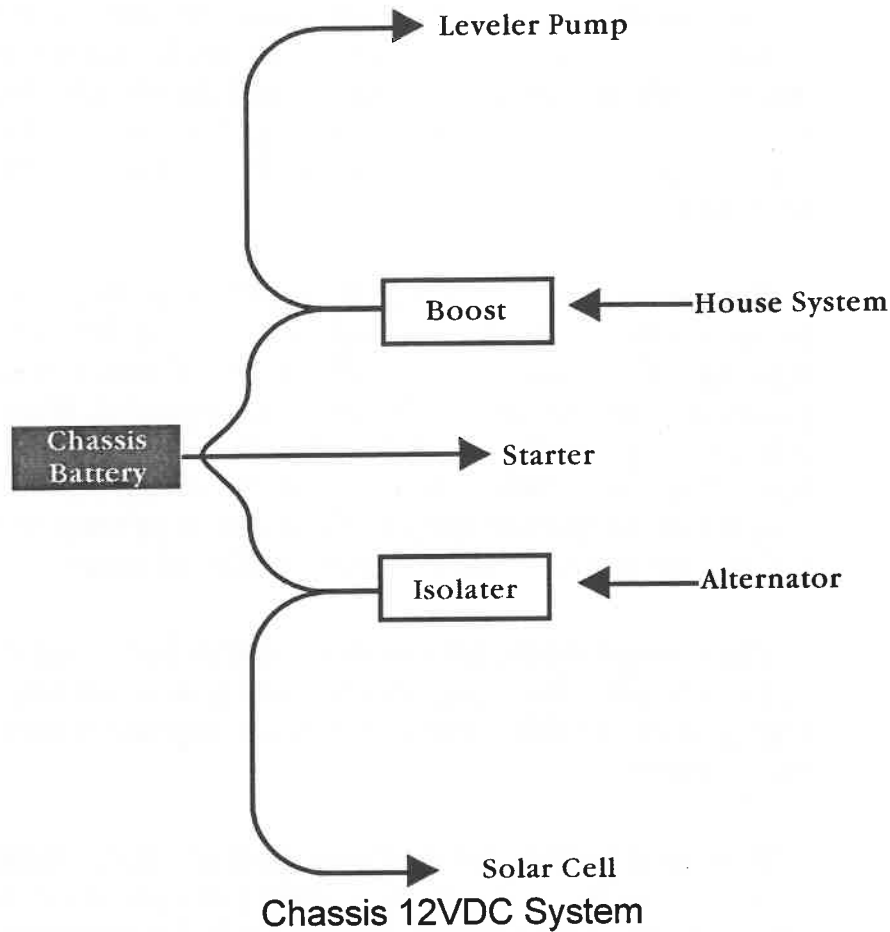 Leveler Pump
Boost
House System
Chassis
Battery
Starter
Isolater
Alternator
Solar Cell
Chassis 12VDC System